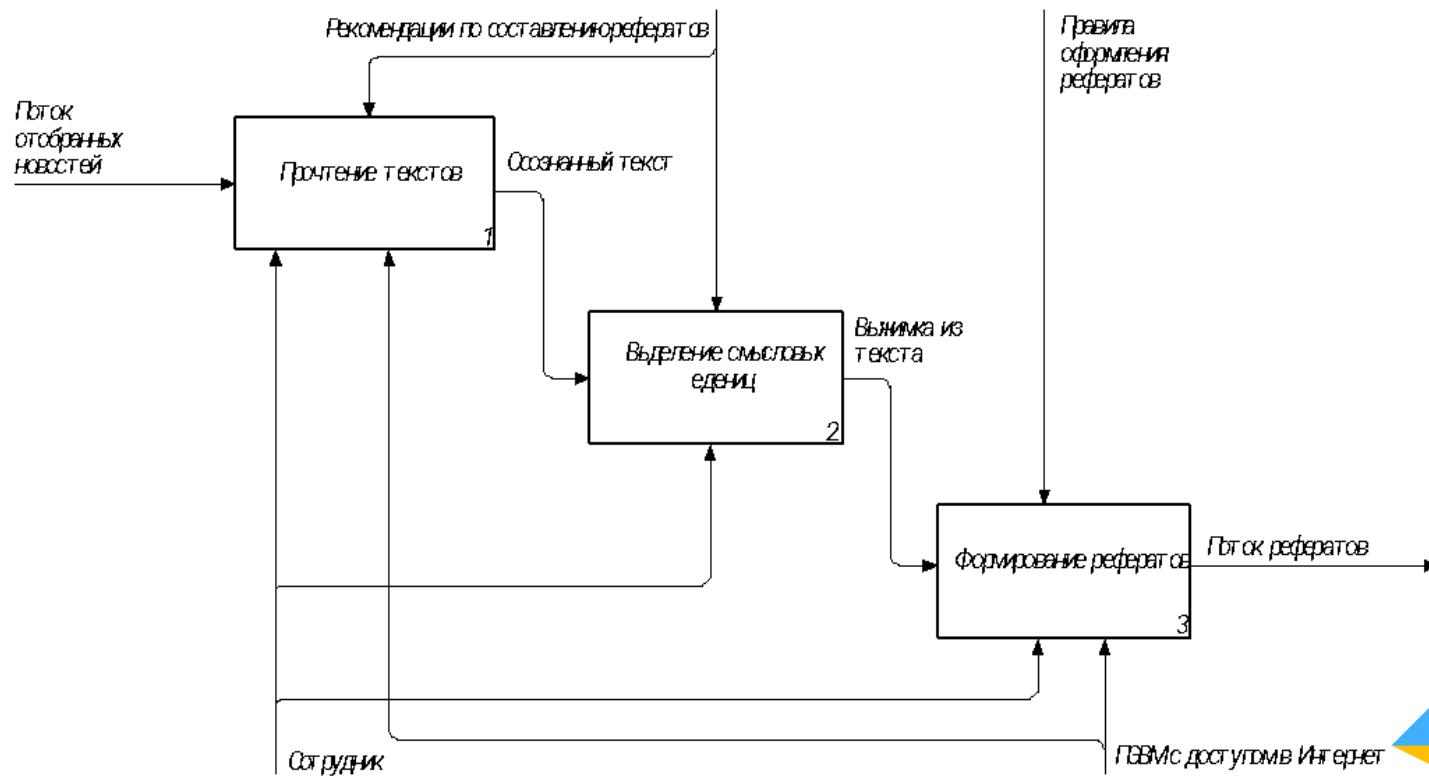 Рекомендации по составлению рефератов
Правила
оформления
рефератов
Поток
отобранных
новостей
Прочтение текстов
1
Осознанный текст
Выделение смысловых
едениц
2
Выжимка из
текста
Формирование рефератов
3
Поток рефератов
Сотрудник
ПЭВМ с доступом в Интернет